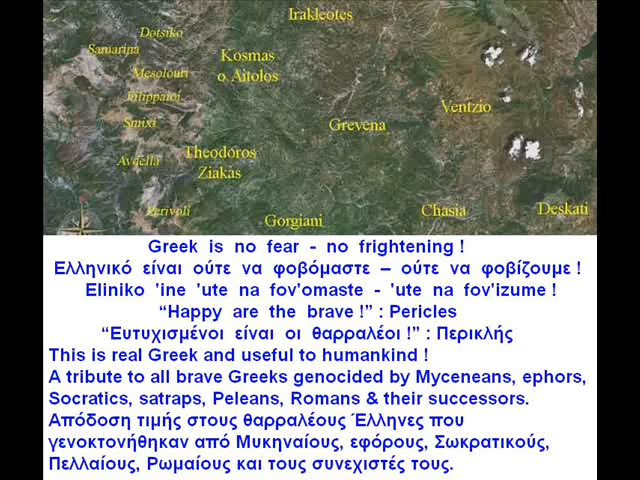 Irakleotes
Dotsiko
Samarina
Kosmas
o Aitolos
Mesolouri
Filippaioi
Ventzio
Smixi
Grevena
Avdella
Theodoros
Ziakas
Perivoli
Gorgiani
Chasia
Deskati
Greek is no fear - no frightening !
Ελληνικό είναι ούτε να φοβόμαστε – ούτε να φοβίζουμε !
Eliniko 'ine 'ute na fov'omaste - 'ute na fov'izume !
“Happy are the brave !” : Pericles
“Ευτυχισμένοι είναι οι θαρραλέοι !” : Περικλής
This is real Greek and useful to humankind !
A tribute to all brave Greeks genocided by Myceneans, ephors,
Socratics, satraps, Peleans, Romans & their successors.
Απόδοση τιμής στους θαρραλέους Έλληνες που
γενοκτονήθηκαν από Μυκηναίους, εφόρους, Σωκρατικούς,
Πελλαίους, Ρωμαίους και τους συνεχιστές τους.